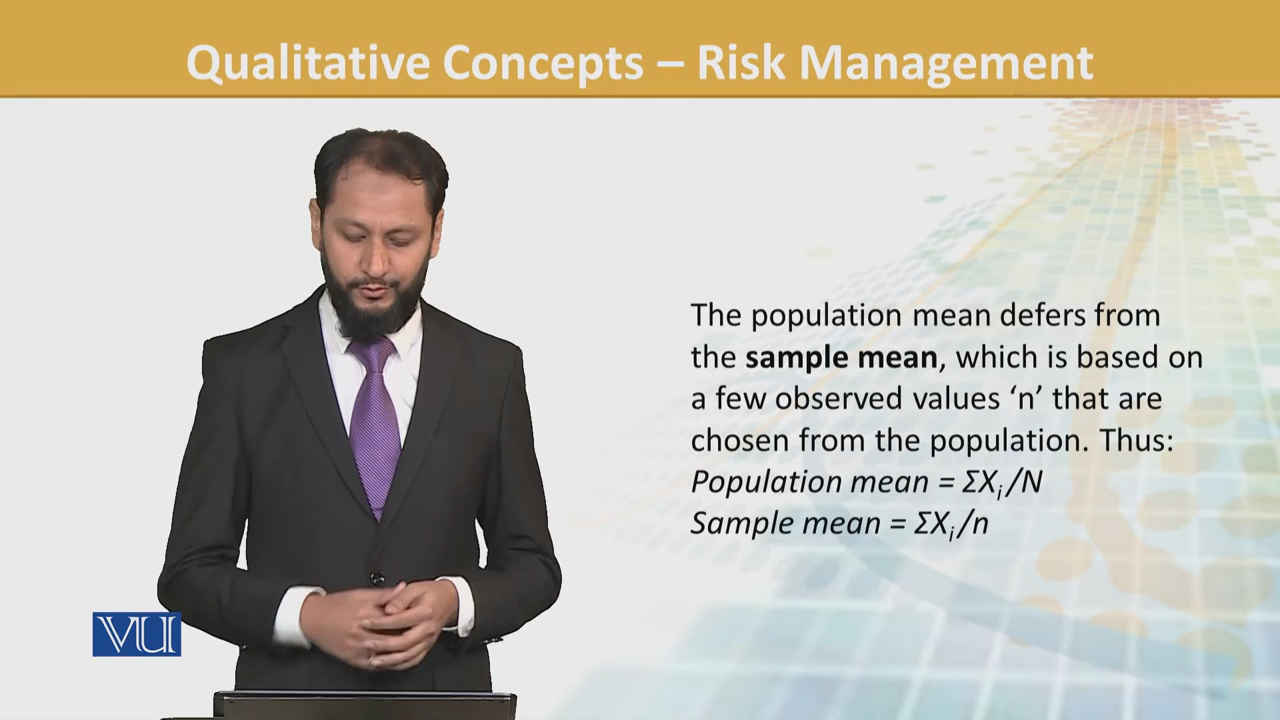 Qualitative Concepts – Risk Management
The population mean defers from
the sample mean, which is based on
a few observed values ‘n’ that are
chosen from the population. Thus:
Population mean = ΣXᵢ/N
Sample mean = ΣXᵢ/n
VU